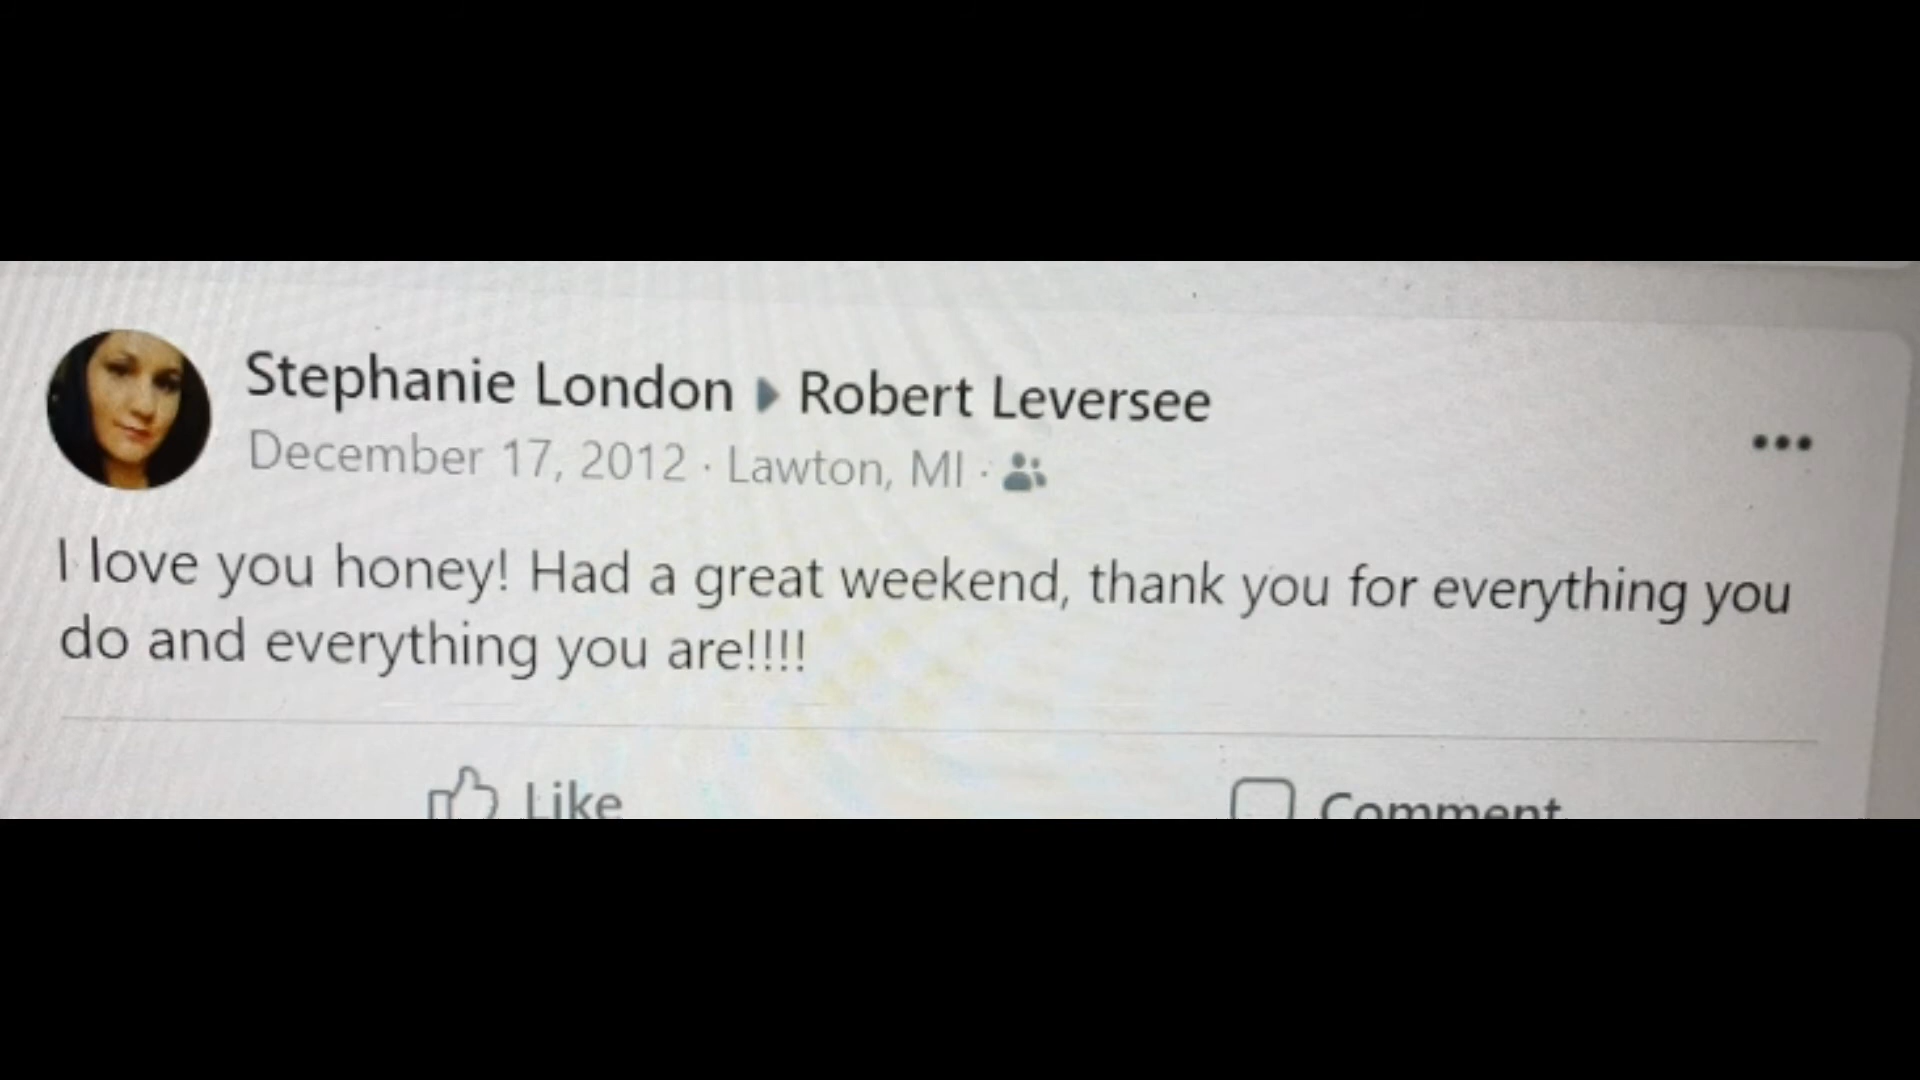 Stephanie London ▸ Robert Leversee
December 17, 2012 · Lawton, MI ·
I love you honey! Had a great weekend, thank you for everything you
do and everything you are!!!!
Like
Comment